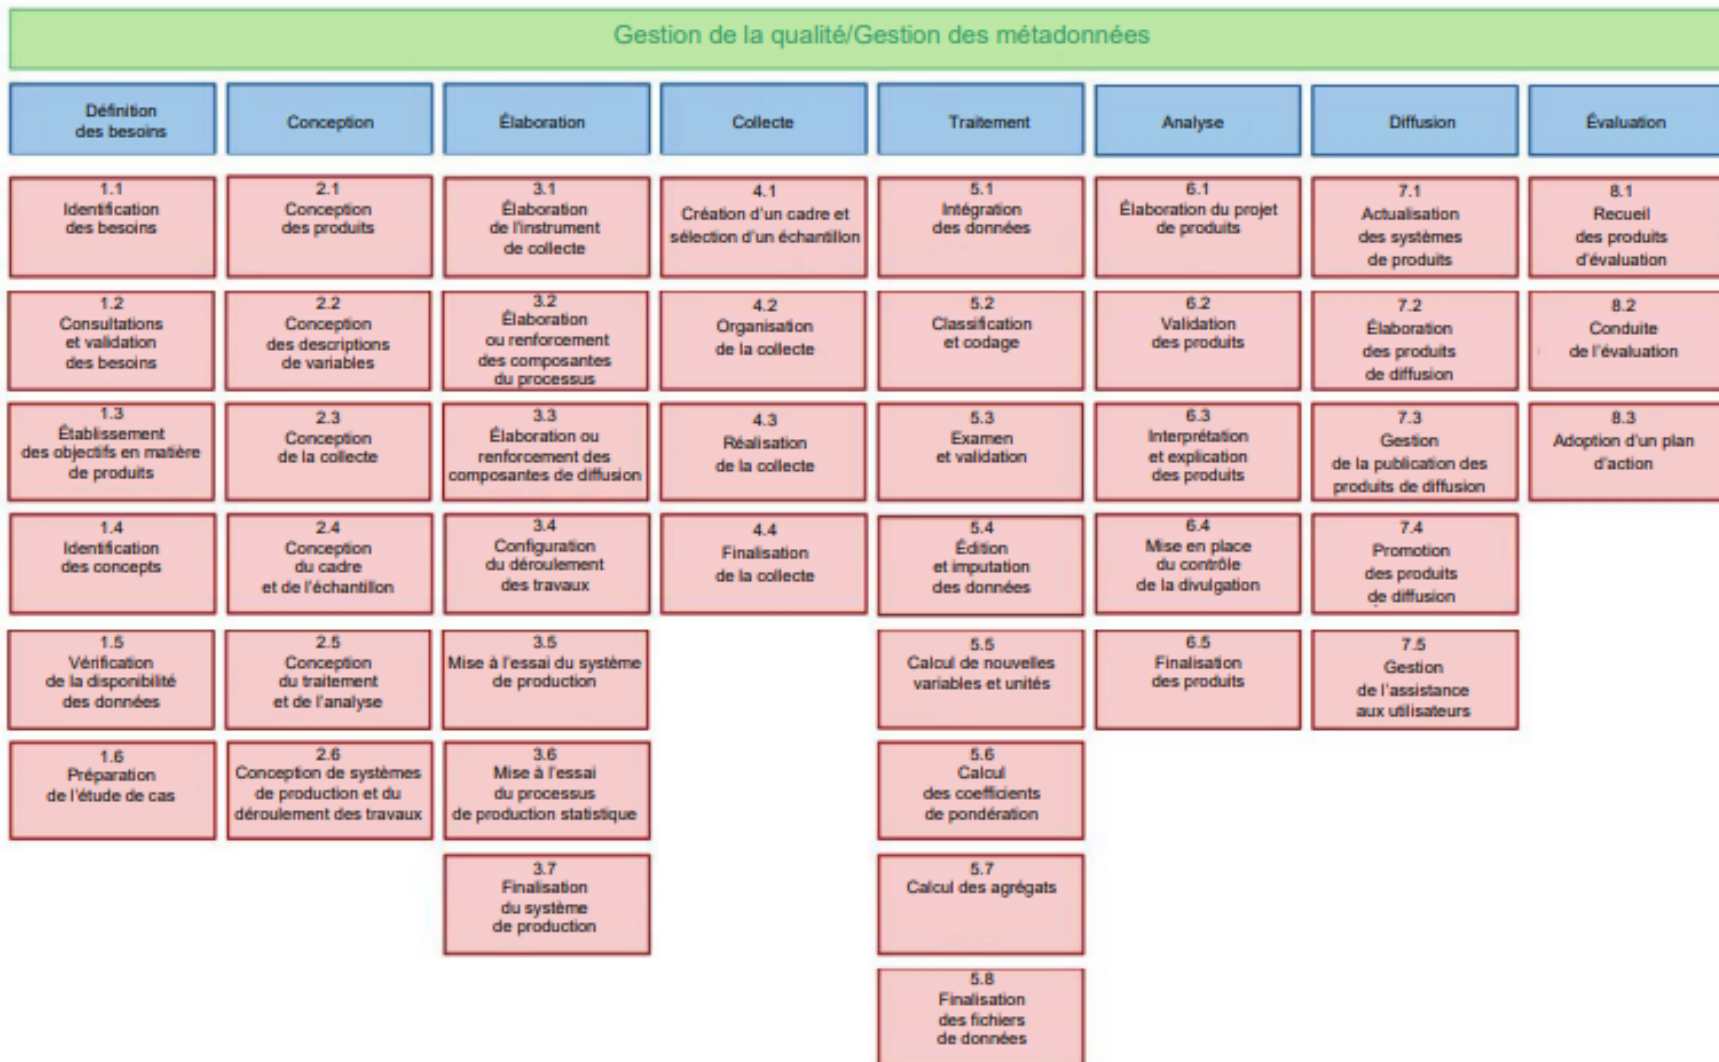 Gestion de la qualité/Gestion des métadonnées
Définition
des besoins
Conception
Élaboration
Collecte
Traitement
Analyse
Diffusion
Évaluation
1.1
Identification
des besoins
2.1
Conception
des produits
3.1
Élaboration
de l'instrument
de collecte
4.1
Création d'un cadre et
sélection d'un échantillon
5.1
Intégration
des données
6.1
Élaboration du projet
de produits
7.1
Actualisation
des systèmes
de produits
8.1
Recueil
des produits
d'évaluation
1.2
Consultations
et validation
des besoins
2.2
Conception
des descriptions
de variables
3.2
Élaboration
ou renforcement
des composantes
du processus
4.2
Organisation
de la collecte
5.2
Classification
et codage
6.2
Validation
des produits
7.2
Élaboration
des produits
de diffusion
8.2
Conduite
de l'évaluation
1.3
Établissement
des objectifs en matière
de produits
2.3
Conception
de la collecte
3.3
Élaboration ou
renforcement des
composantes de diffusion
4.3
Réalisation
de la collecte
5.3
Examen
et validation
6.3
Interprétation
et explication
des produits
7.3
Gestion
de la publication des
produits de diffusion
8.3
Adoption d'un plan
d'action
1.4
Identification
des concepts
2.4
Conception
du cadre
et de l'échantillon
3.4
Configuration
du déroulement
des travaux
4.4
Finalisation
de la collecte
5.4
Édition
et imputation
des données
6.4
Mise en place
du contrôle
de la divulgation
7.4
Promotion
des produits
de diffusion
1.5
Vérification
de la disponibilité
des données
2.5
Conception
du traitement
et de l'analyse
3.5
Mise à l'essai du système
de production
5.5
Calcul de nouvelles
variables et unités
6.5
Finalisation
des produits
7.5
Gestion
de l'assistance
aux utilisateurs
1.6
Préparation
de l'étude de cas
2.6
Conception de systèmes
de production et du
déroulement des travaux
3.6
Mise à l'essai
du processus
de production statistique
5.6
Calcul
des coefficients
de pondération
3.7
Finalisation
du système
de production
5.7
Calcul des agrégats
5.8
Finalisation
des fichiers
de données